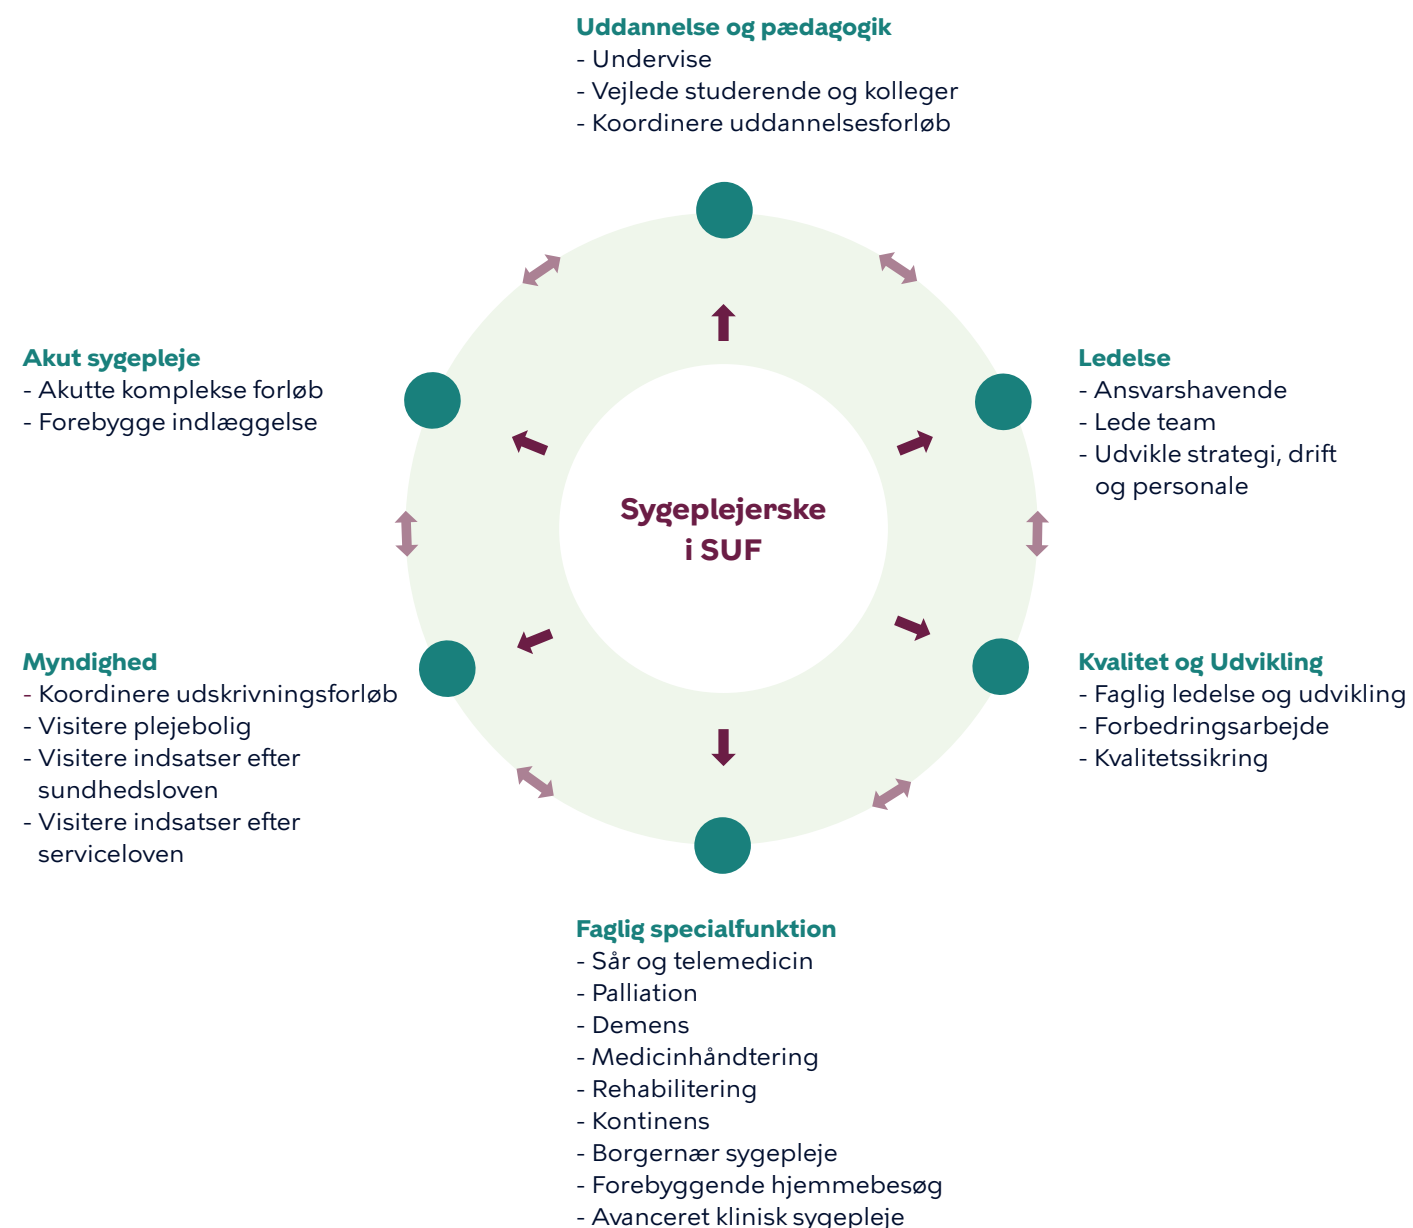 Uddannelse og pædagogik
- Undervise
- Vejlede studerende og kolleger
- Koordinere uddannelsesforløb
Akut sygepleje
- Akutte komplekse forløb
- Forebygge indlæggelse
Ledelse
- Ansvarshavende
- Lede team
- Udvikle strategi, drift
og personale
Sygeplejerske
i SUF
Myndighed
- Koordinere udskrivningsforløb
- Visitere plejebolig
- Visitere indsatser efter
sundhedsloven
- Visitere indsatser efter
serviceloven
Kvalitet og Udvikling
- Faglig ledelse og udvikling
- Forbedringsarbejde
- Kvalitetssikring
Faglig specialfunktion
- Sår og telemedicin
- Palliation
- Demens
- Medicinhåndtering
- Rehabilitering
- Kontinens
- Borgernær sygepleje
- Forebyggende hjemmebesøg
- Avanceret klinisk sygepleje